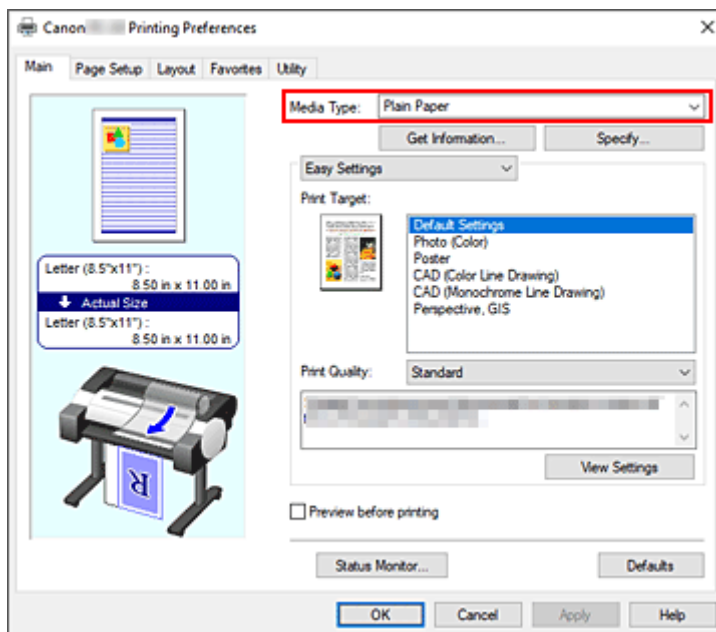 Canon Printing Preferences
Main Page Setup Layout Favorites Utility
Media Type: Plain Paper
Get Information... Specify...
Easy Settings
Print Target:
Default Settings
Photo (Color)
Poster
CAD (Color Line Drawing)
CAD (Monochrome Line Drawing)
Perspective, GIS
Letter (8.5"x11") :
8.50 in x 11.00 in
Actual Size
Letter (8.5"x11") :
8.50 in x 11.00 in
R
Print Quality: Standard
View Settings
Preview before printing
Status Monitor... Defaults
OK Cancel Apply Help